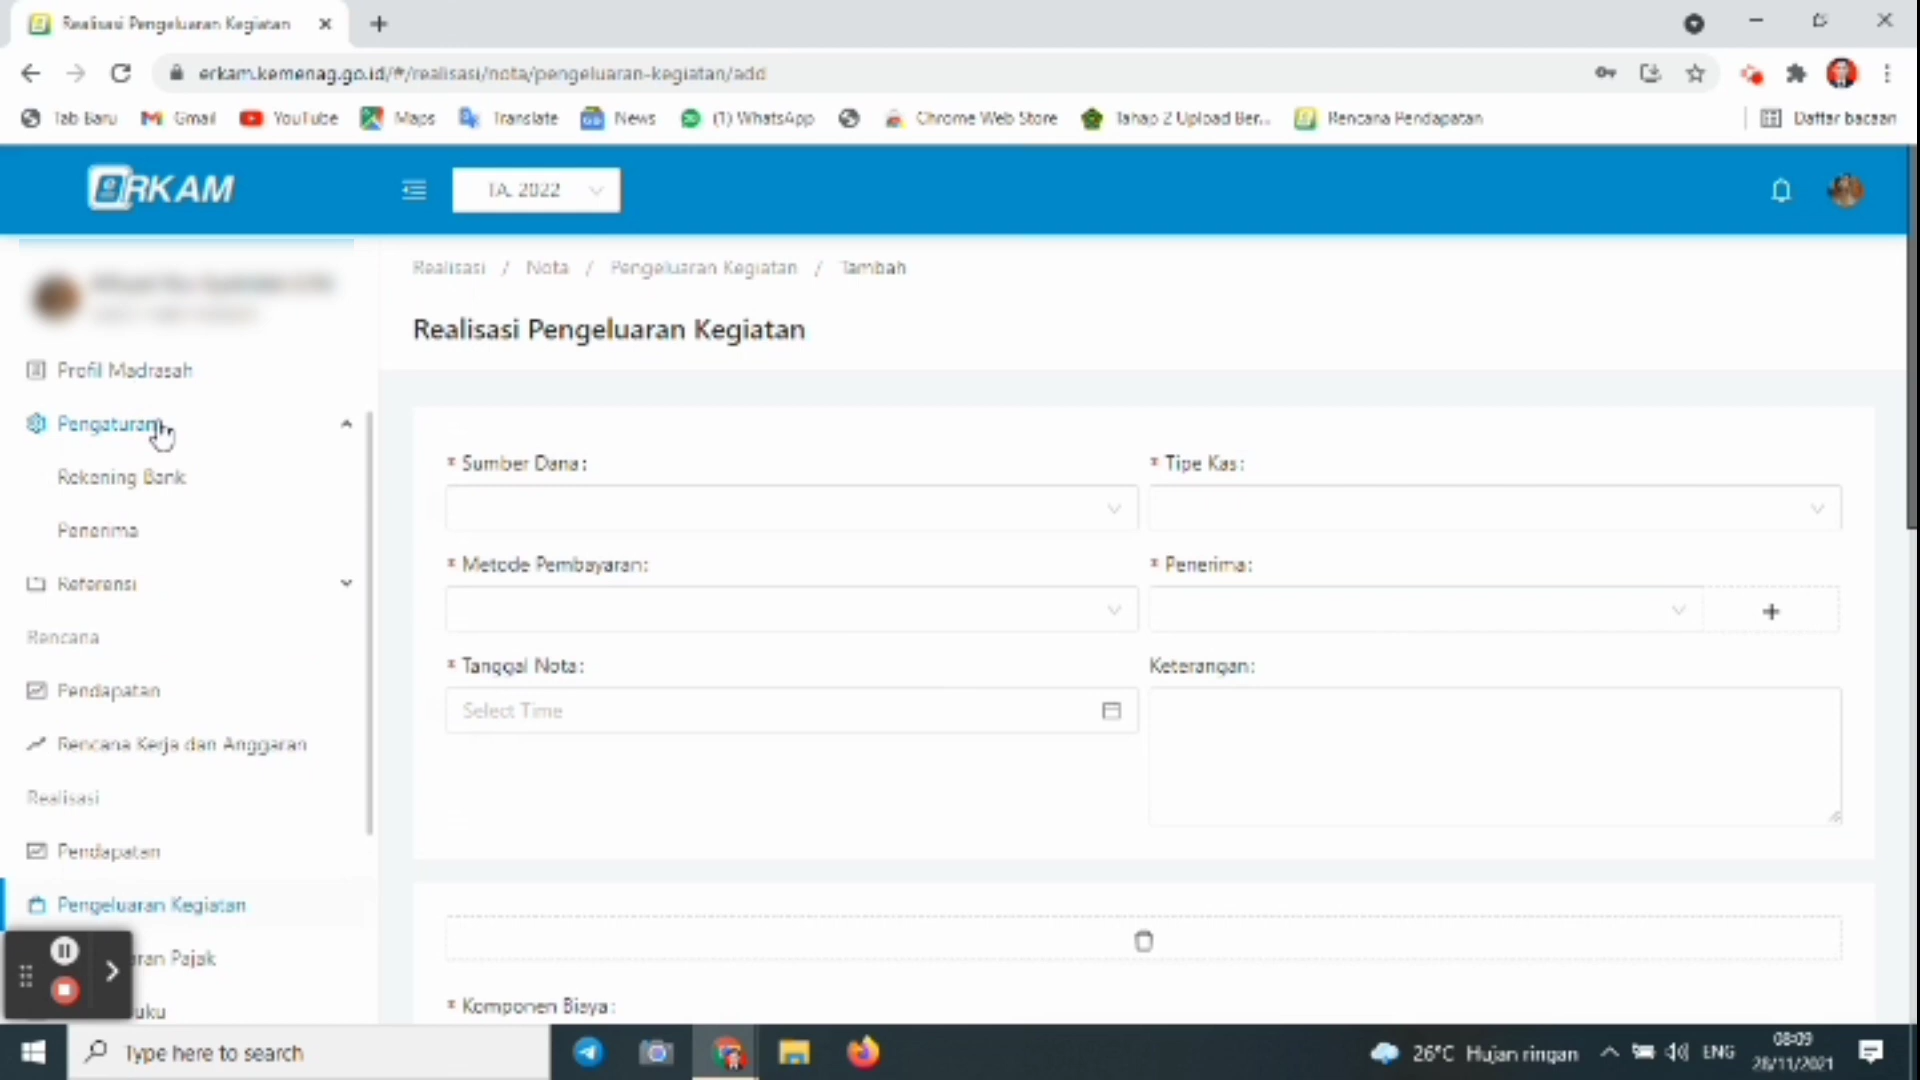 Realisasi Pengeluaran Kegiatan
erkam.kemenag.go.id/#/realisasi/nota/pengeluaran-kegiatan/add
Tab Baru
Gmail
YouTube
Maps
Translate
News
(1) WhatsApp
Chrome Web Store
Tahap 2 Upload Ber...
Rencana Pendapatan
Daftar bacaan
eRKAM
TA. 2022
Realisasi / Nota / Pengeluaran Kegiatan / Tambah
Realisasi Pengeluaran Kegiatan
Profil Madrasah
Pengaturan
Rekening Bank
Penerima
Referensi
Rencana
Pendapatan
Rencana Kerja dan Anggaran
Realisasi
Pendapatan
Pengeluaran Kegiatan
ran Pajak
uku
* Sumber Dana:
* Tipe Kas:
* Metode Pembayaran:
* Penerima:
+
* Tanggal Nota:
Keterangan:
Select Time
* Komponen Biaya:
Type here to search
26°C Hujan ringan
ENG
08:09
28/11/2021